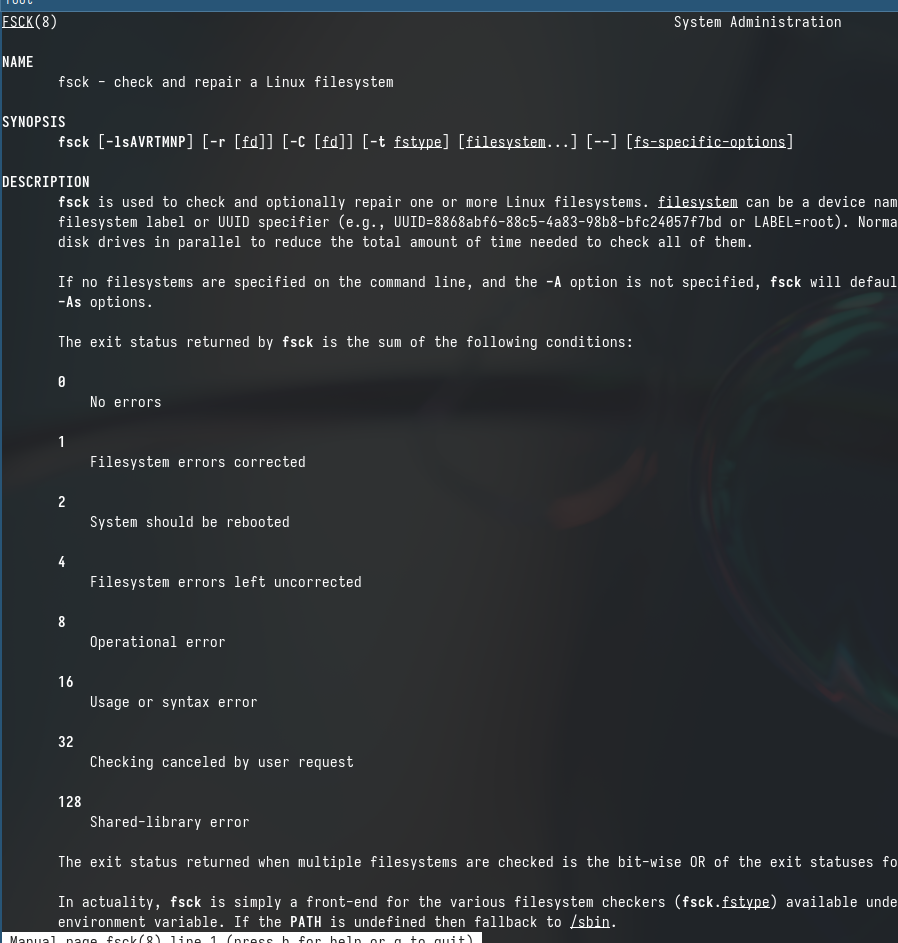 root
FSCK(8) System Administration
NAME
fsck - check and repair a Linux filesystem
SYNOPSIS
fsck [-lsAVRTMNP] [-r [fd]] [-C [fd]] [-t fstype] [filesystem...] [--] [fs-specific-options]
DESCRIPTION
fsck is used to check and optionally repair one or more Linux filesystems. filesystem can be a device nam
filesystem label or UUID specifier (e.g., UUID=8868abf6-88c5-4a83-98b8-bfc24057f7bd or LABEL=root). Norma
disk drives in parallel to reduce the total amount of time needed to check all of them.
If no filesystems are specified on the command line, and the -A option is not specified, fsck will defaul
-As options.
The exit status returned by fsck is the sum of the following conditions:
0
No errors
1
Filesystem errors corrected
2
System should be rebooted
4
Filesystem errors left uncorrected
8
Operational error
16
Usage or syntax error
32
Checking canceled by user request
128
Shared-library error
The exit status returned when multiple filesystems are checked is the bit-wise OR of the exit statuses fo
In actuality, fsck is simply a front-end for the various filesystem checkers (fsck.fstype) available unde
environment variable. If the PATH is undefined then fallback to /sbin.
Manual page fsck(8) line 1 (press h for help or q to quit)